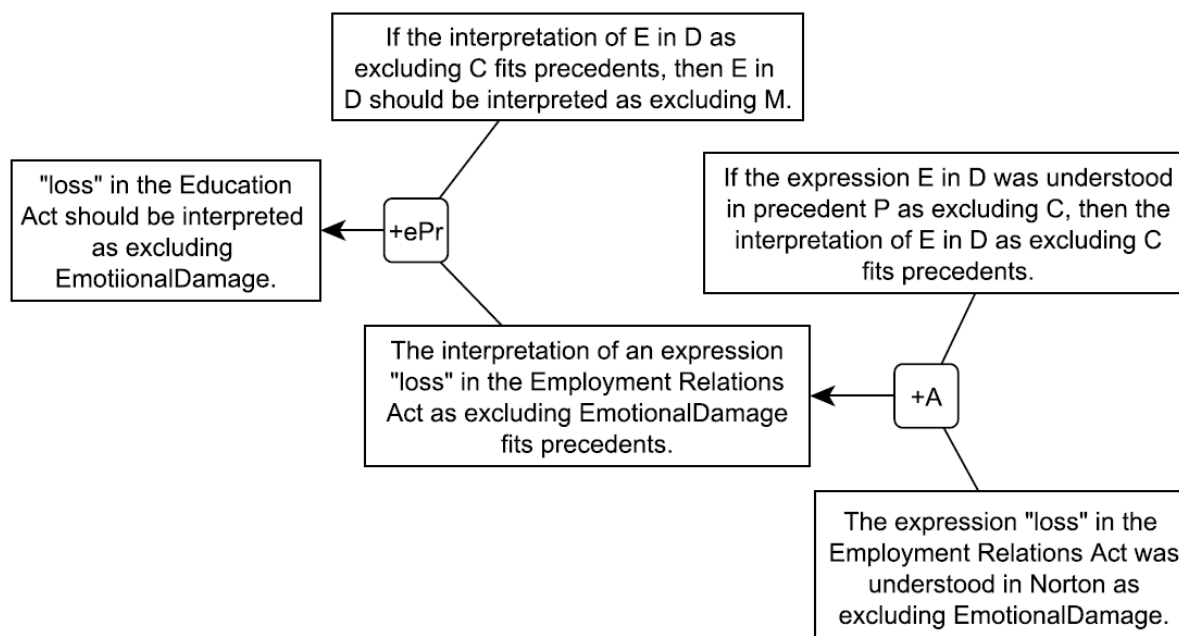 If the interpretation of E in D as
excluding C fits precedents, then E in
D should be interpreted as excluding M.
"loss" in the Education
Act should be interpreted
as excluding
EmotiionalDamage.
+ePr
If the expression E in D was understood
in precedent P as excluding C, then the
interpretation of E in D as excluding C
fits precedents.
The interpretation of an expression
"loss" in the Employment Relations
Act as excluding EmotionalDamage
fits precedents.
+A
The expression "loss" in the
Employment Relations Act was
understood in Norton as
excluding EmotionalDamage.